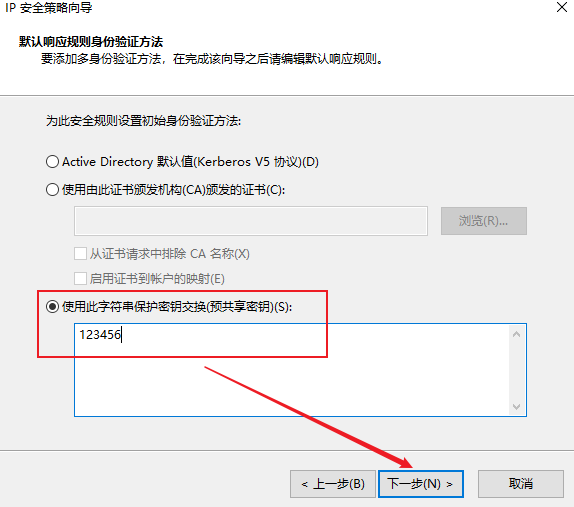 IP 安全策略向导
默认响应规则身份验证方法
要添加多身份验证方法，在完成该向导之后请编辑默认响应规则。
为此安全规则设置初始身份验证方法:
Active Directory 默认值(Kerberos V5 协议)(D)
使用由此证书颁发机构(CA)颁发的证书(C):
浏览(R)...
从证书请求中排除 CA 名称(X)
启用证书到帐户的映射(E)
使用此字符串保护密钥交换(预共享密钥)(S):
123456
< 上一步(B)
下一步(N) >
取消